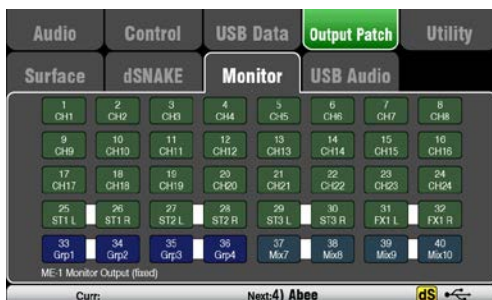 Audio Control USB Data Output Patch Utility
Surface dSNAKE Monitor USB Audio
1 2 3 4 5 6 7 8
CH1 CH2 CH3 CH4 CH5 CH6 CH7 CH8
9 10 11 12 13 14 15 16
CH9 CH10 CH11 CH12 CH13 CH14 CH15 CH16
17 18 19 20 21 22 23 24
CH17 CH18 CH19 CH20 CH21 CH22 CH23 CH24
25 26 27 28 29 30 31 32
ST1 L ST1 R ST2 L ST2 R ST3 L ST3 R FX1 L FX1 R
33 34 35 36 37 38 39 40
Grp1 Grp2 Grp3 Grp4 Mix7 Mix8 Mix9 Mix10
ME-1 Monitor Output (fixed)
Curr: Next:4) Abee dS